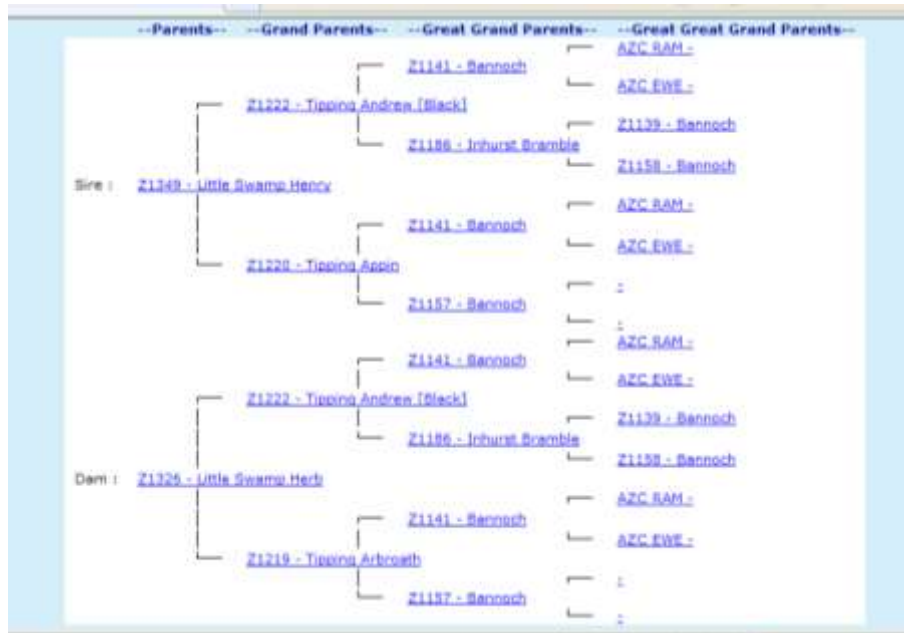 --Parents-- --Grand Parents-- --Great Grand Parents-- --Great Great Grand Parents--
AZC RAM -
Z1141 - Bannoch
AZC EWE -
Z1222 - Tipping Andrew [Black]
Z1139 - Bannoch
Z1186 - Inhurst Bramble
Z1158 - Bannoch
Sire : Z1349 - Little Swamp Henry
AZC RAM -
Z1141 - Bannoch
AZC EWE -
Z1220 - Tipping Appin
-
Z1157 - Bannoch
-
AZC RAM -
Z1141 - Bannoch
AZC EWE -
Z1222 - Tipping Andrew [Black]
Z1139 - Bannoch
Z1186 - Inhurst Bramble
Z1158 - Bannoch
Dam : Z1326 - Little Swamp Herb
AZC RAM -
Z1141 - Bannoch
AZC EWE -
Z1219 - Tipping Arbroath
-
Z1157 - Bannoch
-